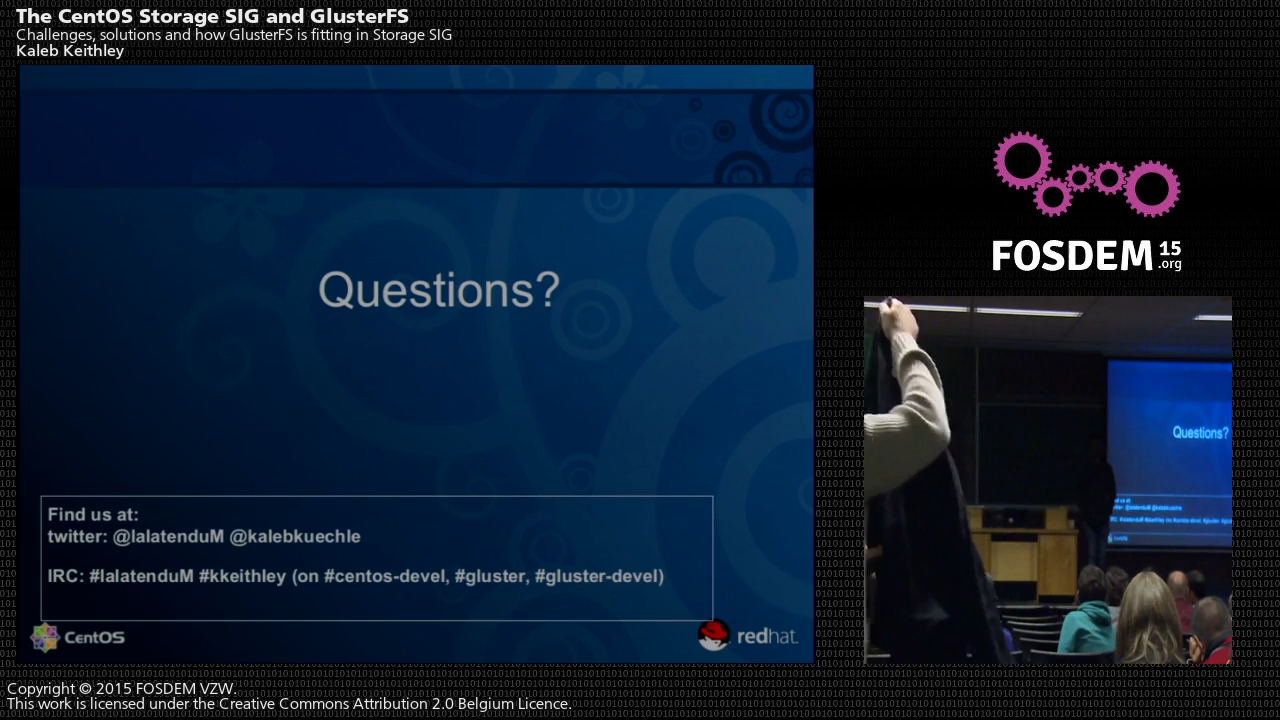 The CentOS Storage SIG and GlusterFS
Challenges, solutions and how GlusterFS is fitting in Storage SIG
Kaleb Keithley
Questions?
Find us at:
twitter: @lalatenduM @kalebkuechle
IRC: #lalatenduM #kkeithley (on #centos-devel, #gluster, #gluster-devel)
CentOS
redhat.
FOSDEM 15
.org
Questions?
Copyright © 2015 FOSDEM VZW.
This work is licensed under the Creative Commons Attribution 2.0 Belgium Licence.